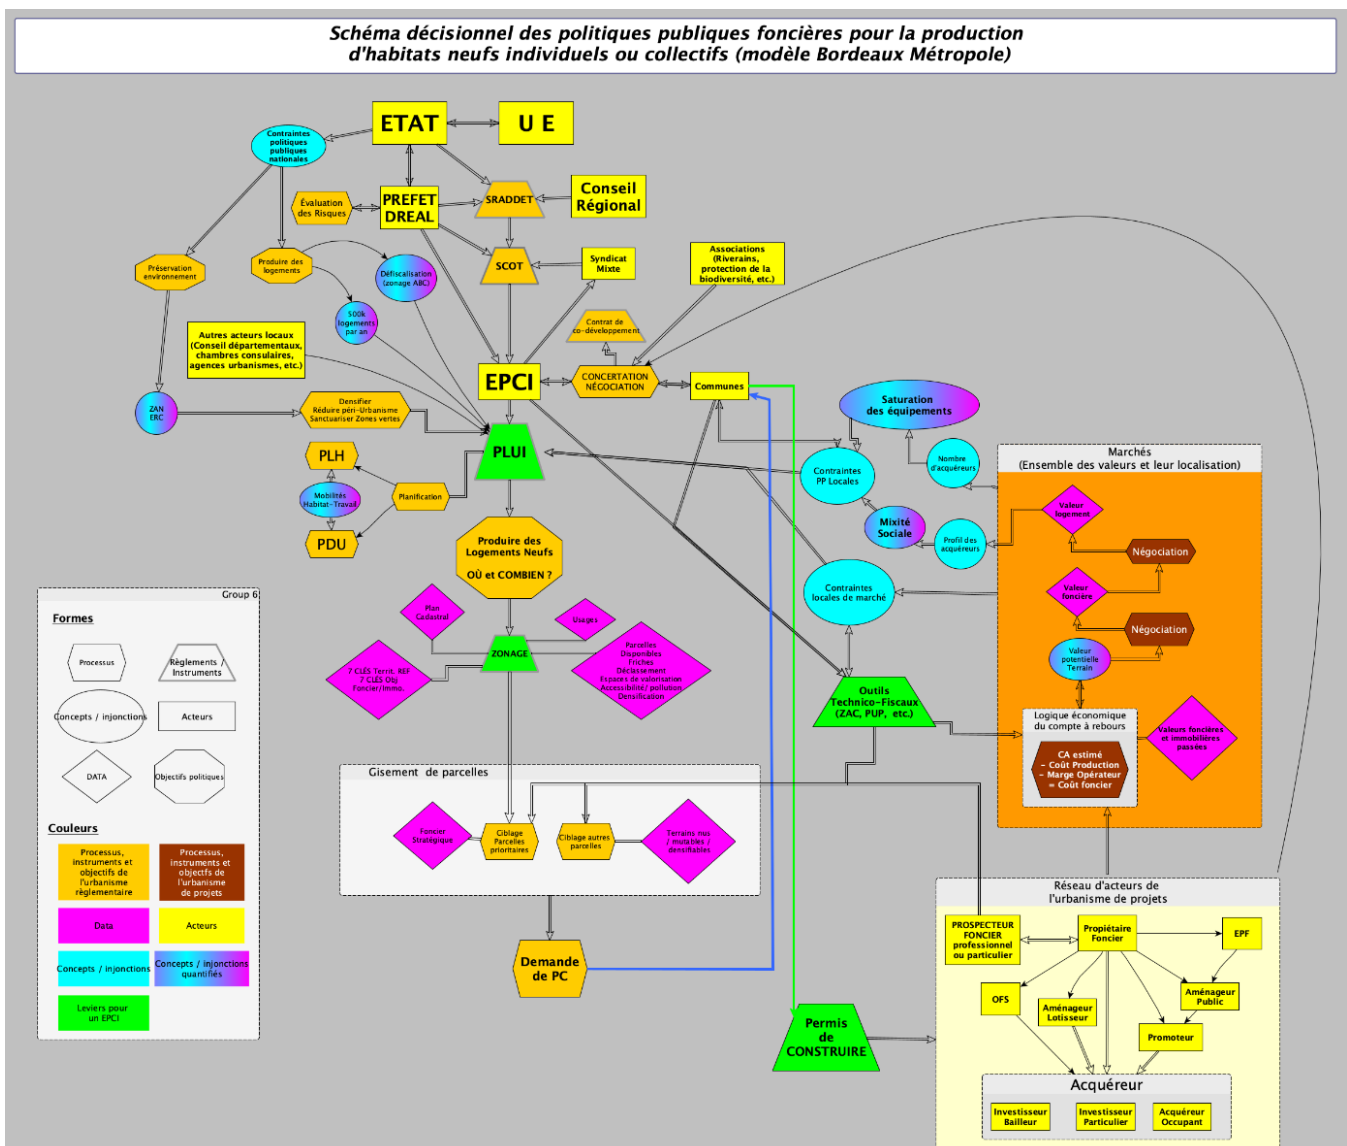 Schéma décisionnel des politiques publiques foncières pour la production
d'habitats neufs individuels ou collectifs (modèle Bordeaux Métropole)
ETAT
U E
Contraintes
politiques
publiques
nationales
Évaluation
des Risques
PREFET
DREAL
SRADDET
Conseil
Régional
Préservation
environnement
Produire des
logements
Défiscalisation
(zonage ABC)
SCOT
Syndicat
Mixte
Associations
(Riverains,
protection de la
biodiversité, etc.)
500k
logements
par an
Contrat de
co-développement
Autres acteurs locaux
(Conseil départementaux,
chambres consulaires,
agences urbanismes, etc.)
EPCI
CONCERTATION
NÉGOCIATION
Communes
ZAN
ERC
Densifier
Réduire péri-Urbanisme
Sanctuariser Zones vertes
Saturation
des équipements
PLUI
PLH
Mobilités
Habitat-Travail
PDU
Planification
Contraintes
PP Locales
Nombre
d'acquéreurs
Mixité
Sociale
Profil des
acquéreurs
Marchés
(Ensemble des valeurs et leur localisation)
Valeur
logement
Négociation
Valeur
foncière
Négociation
Valeur
potentielle
Terrain
Produire des
Logements Neufs
OÙ et COMBIEN ?
Contraintes
locales de marché
Plan
Cadastral
Usages
ZONAGE
7 CLÉS Territ. REF
7 CLÉS Obj
Foncier/Immo.
Parcelles
Disponibles
Friches
Déclassement
Espaces de valorisation
Accessibilité/ pollution
Densification
Outils
Technico-Fiscaux
(ZAC, PUP, etc.)
Logique économique
du compte à rebours
CA estimé
- Coût Production
- Marge Opérateur
= Coût foncier
Valeurs foncières
et immobilières
passées
Group 6
Formes
Processus
Règlements /
Instruments
Concepts / injonctions
Acteurs
DATA
Objectifs politiques
Couleurs
Processus,
instruments et
objectifs de
l'urbanisme
règlementaire
Processus,
instruments et
objectfs de
l'urbanisme
de projets
Data
Acteurs
Concepts / injonctions
Concepts / injonctions
quantifiés
Leviers pour
un EPCI
Gisement de parcelles
Foncier
Stratégique
Ciblage
Parcelles
prioritaires
Ciblage autres
parcelles
Terrains nus
/ mutables /
densifiables
Demande
de PC
Permis
de
CONSTRUIRE
Réseau d'acteurs de
l'urbanisme de projets
PROSPECTEUR
FONCIER
professionnel
ou particulier
Propiétaire
Foncier
EPF
OFS
Aménageur
Lotisseur
Aménageur
Public
Promoteur
Acquéreur
Investisseur
Bailleur
Investisseur
Particulier
Acquéreur
Occupant